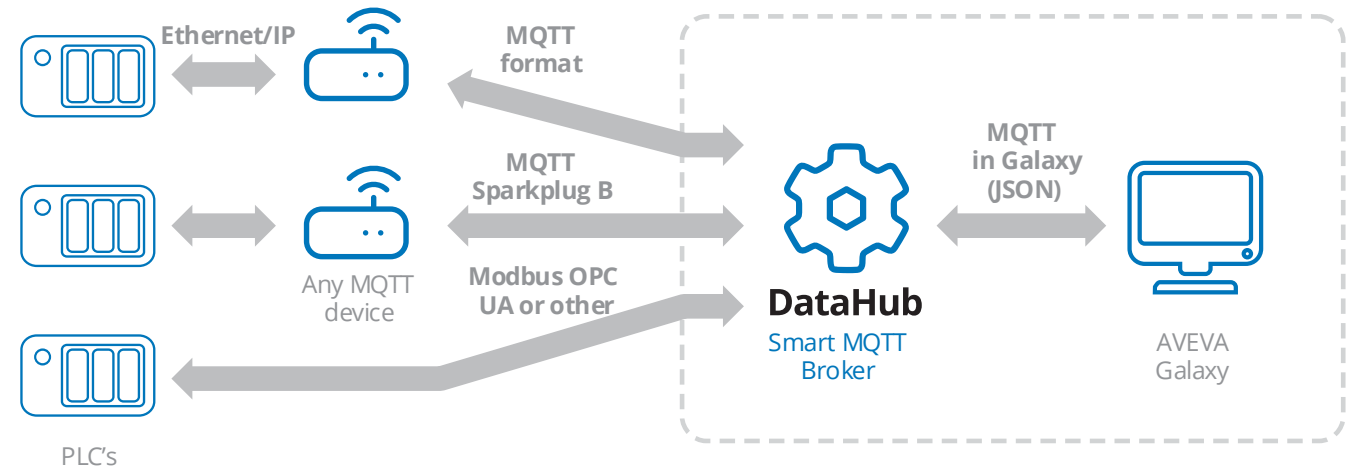 Ethernet/IP
MQTT
format
MQTT
Sparkplug B
Any MQTT
device
Modbus OPC
UA or other
PLC’s
DataHub
Smart MQTT
Broker
MQTT
in Galaxy
(JSON)
AVEVA
Galaxy